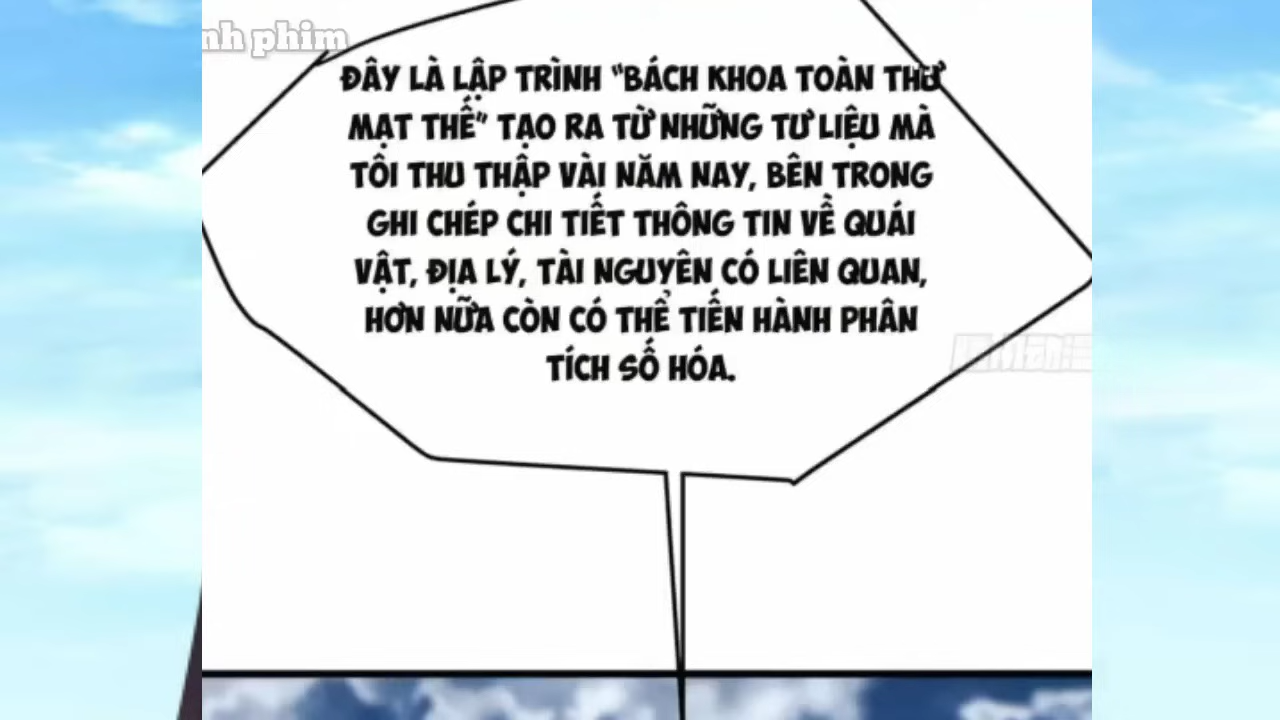 nh phim
ĐÂY LÀ LẬP TRÌNH "BÁCH KHOA TOÀN THƯ
MẠT THẾ" TẠO RA TỪ NHỮNG TƯ LIỆU MÀ
TÔI THU THẬP VÀI NĂM NAY, BÊN TRONG
GHI CHÉP CHI TIẾT THÔNG TIN VỀ QUÁI
VẬT, ĐỊA LÝ, TÀI NGUYÊN CÓ LIÊN QUAN,
HƠN NỮA CÒN CÓ THỂ TIẾN HÀNH PHÂN
TÍCH SỐ HÓA.